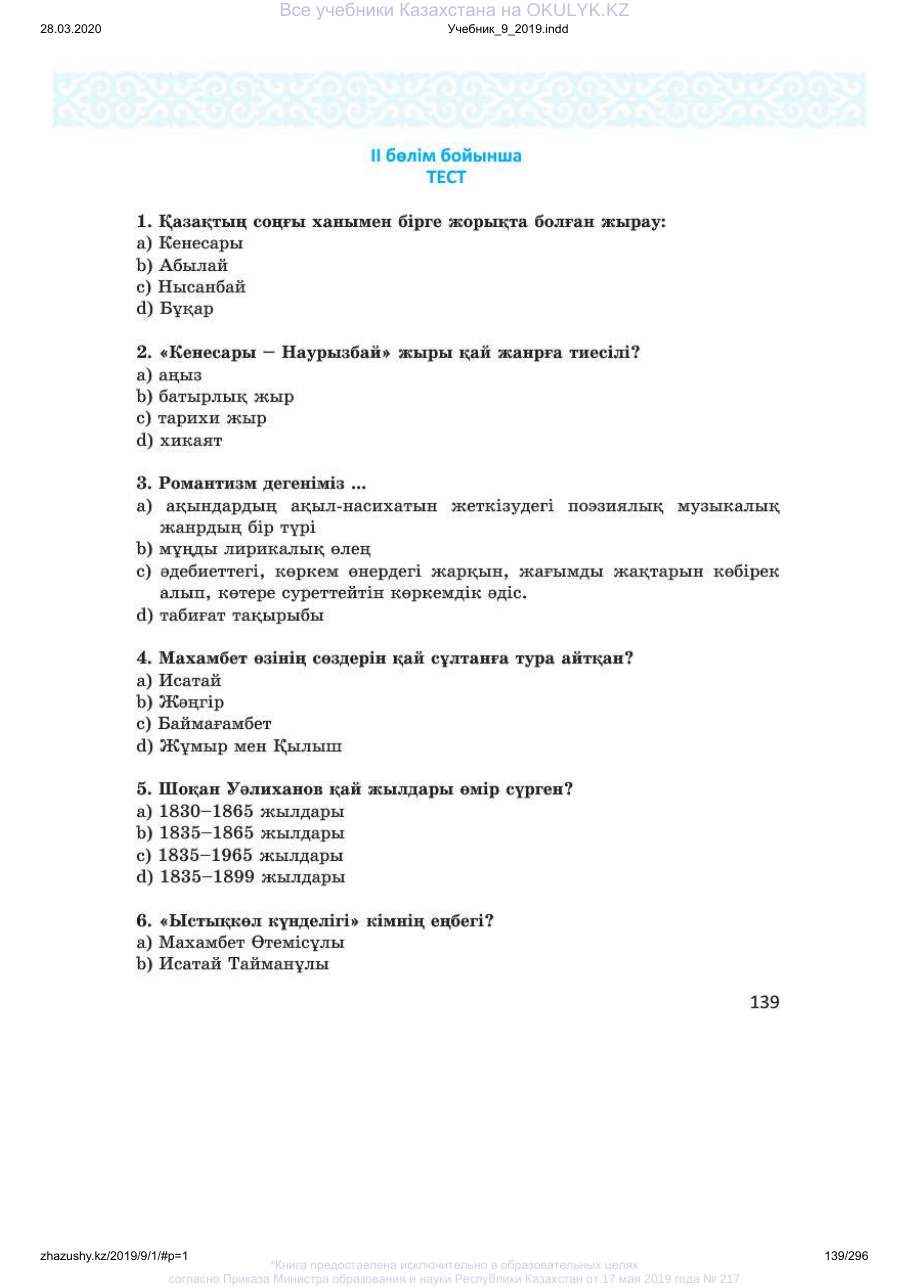 Все учебники Казахстана на OKULYK.KZ
28.03.2020 Учебник_9_2019.indd
II бөлім бойынша
ТЕСТ
1. Қазақтың соңғы ханымен бірге жорықта болған жырау:
a) Кенесары
b) Абылай
c) Нысанбай
d) Бұқар
2. «Кенесары – Наурызбай» жыры қай жанрға тиесілі?
a) аңыз
b) батырлық жыр
c) тарихи жыр
d) хикаят
3. Романтизм дегеніміз ...
a) ақындардың ақыл-насихатын жеткізудегі поэзиялық музыкалық
жанрдың бір түрі
b) мұңды лирикалық өлең
c) әдебиеттегі, көркем өнердегі жарқын, жағымды жақтарын көбірек
алып, көтере суреттейтін көркемдік әдіс.
d) табиғат тақырыбы
4. Махамбет өзінің сөздерін қай сұлтанға тура айтқан?
a) Исатай
b) Жәңгір
c) Баймағамбет
d) Жұмыр мен Қылыш
5. Шоқан Уәлиханов қай жылдары өмір сүрген?
a) 1830–1865 жылдары
b) 1835–1865 жылдары
c) 1835–1965 жылдары
d) 1835–1899 жылдары
6. «Ыстықкөл күнделігі» кімнің еңбегі?
a) Махамбет Өтемісұлы
b) Исатай Тайманұлы
139
zhazushy.kz/2019/9/1/#p=1 139/296
*Книга предоставлена исключительно в образовательных целях
согласно Приказа Министра образования и науки Республики Казахстан от 17 мая 2019 года № 217